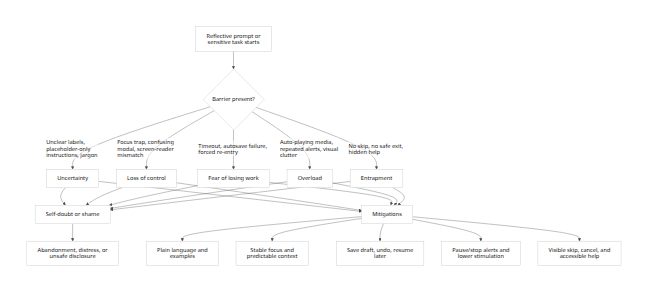 Reflective prompt or
sensitive task starts
Barrier present?
Unclear labels,
placeholder-only
instructions, jargon
Focus trap, confusing
modal, screen-reader
mismatch
Timeout, autosave failure,
forced re-entry
Auto-playing media,
repeated alerts, visual
clutter
No skip, no safe exit,
hidden help
Uncertainty
Loss of control
Fear of losing work
Overload
Entrapment
Self-doubt or shame
Mitigations
Abandonment, distress, or
unsafe disclosure
Plain language and
examples
Stable focus and
predictable context
Save draft, undo, resume
later
Pause/stop alerts and
lower stimulation
Visible skip, cancel, and
accessible help